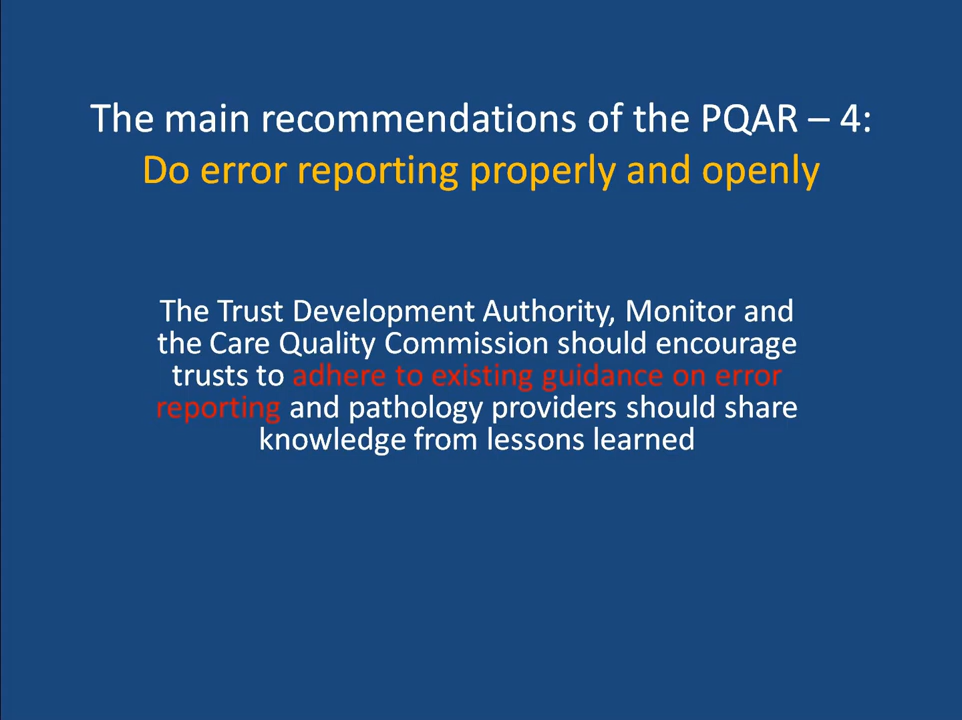 The main recommendations of the PQAR – 4:
Do error reporting properly and openly
The Trust Development Authority, Monitor and
the Care Quality Commission should encourage
trusts to adhere to existing guidance on error
reporting and pathology providers should share
knowledge from lessons learned